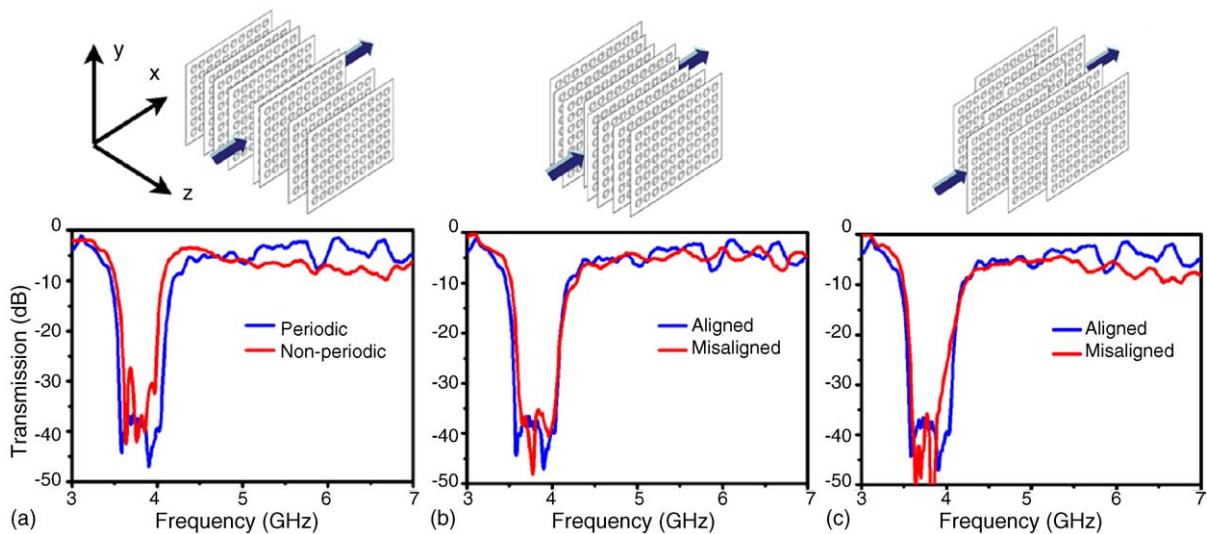 y
x
z
0
-10
-20
-30
-40
-50
Transmission (dB)
Periodic
Non-periodic
3 4 5 6 7
Frequency (GHz)
(a)
0
-10
-20
-30
-40
-50
Aligned
Misaligned
3 4 5 6 7
Frequency (GHz)
(b)
0
-10
-20
-30
-40
-50
Aligned
Misaligned
3 4 5 6 7
Frequency (GHz)
(c)